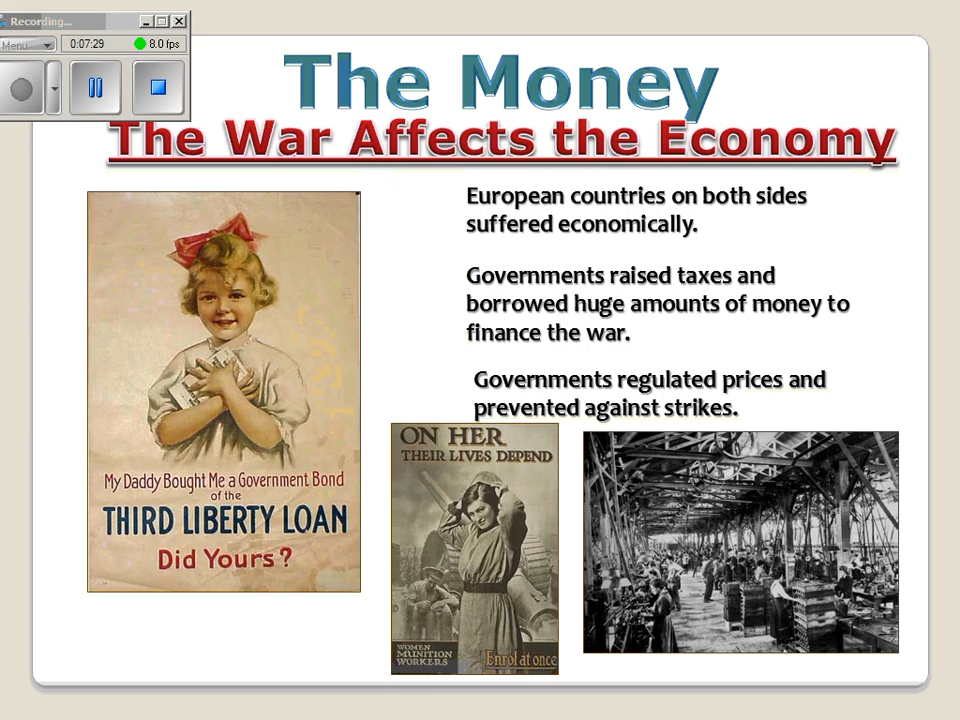 Recording...
Menu
0:07:29
8.0 fps
The Money
The War Affects the Economy
European countries on both sides
suffered economically.
Governments raised taxes and
borrowed huge amounts of money to
finance the war.
Governments regulated prices and
prevented against strikes.
My Daddy Bought Me a Government Bond
of the
THIRD LIBERTY LOAN
Did Yours?
ON HER
THEIR LIVES DEPEND
WOMEN
MUNITION
WORKERS
Enrol at once